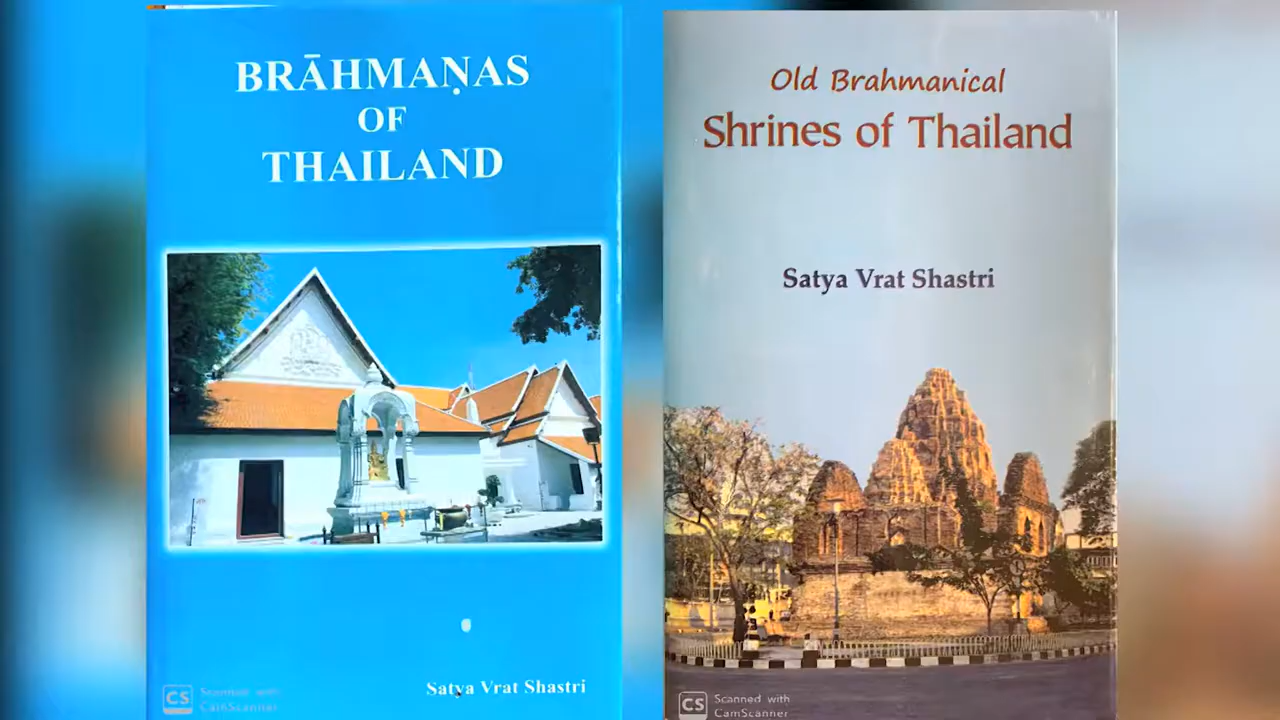 BRĀHMAṆAS
OF
THAILAND
Satya Vrat Shastri
CS Scanned with
CamScanner
Old Brahmanical
Shrines of Thailand
Satya Vrat Shastri
CS Scanned with
CamScanner